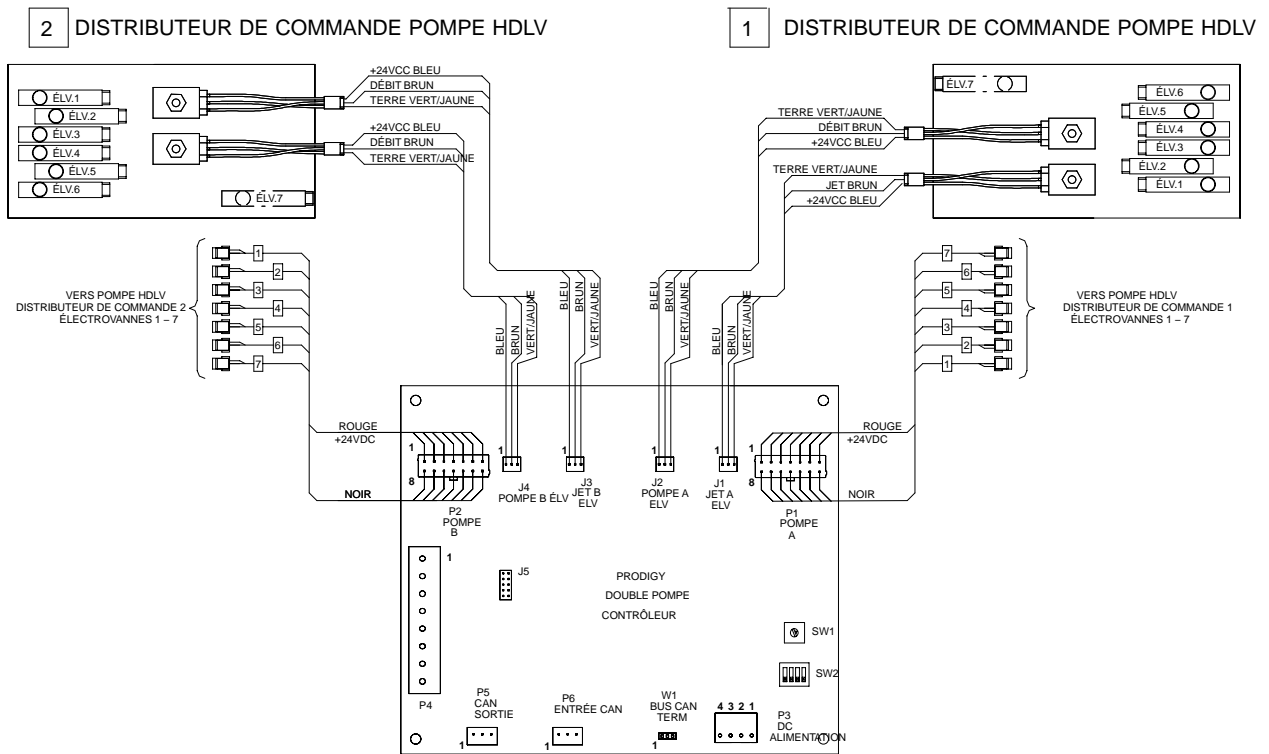 2 DISTRIBUTEUR DE COMMANDE POMPE HDLV
1 DISTRIBUTEUR DE COMMANDE POMPE HDLV
ÉLV.1
ÉLV.2
ÉLV.3
ÉLV.4
ÉLV.5
ÉLV.6
ÉLV.7
+24VCC BLEU
DÉBIT BRUN
TERRE VERT/JAUNE
+24VCC BLEU
DÉBIT BRUN
TERRE VERT/JAUNE
TERRE VERT/JAUNE
DÉBIT BRUN
+24VCC BLEU
TERRE VERT/JAUNE
JET BRUN
+24VCC BLEU
ÉLV.7
ÉLV.6
ÉLV.5
ÉLV.4
ÉLV.3
ÉLV.2
ÉLV.1
VERS POMPE HDLV
DISTRIBUTEUR DE COMMANDE 2
ÉLECTROVANNES 1 – 7
1
2
3
4
5
6
7
BLEU
BRUN
VERT/JAUNE
BLEU
BRUN
VERT/JAUNE
BLEU
BRUN
VERT/JAUNE
BLEU
BRUN
VERT/JAUNE
7
6
5
4
3
2
1
VERS POMPE HDLV
DISTRIBUTEUR DE COMMANDE 1
ÉLECTROVANNES 1 – 7
ROUGE
+24VDC
NOIR
1
8
P2
POMPE
B
1
J4
POMPE B ÉLV
1
J3
JET B
ELV
1
J2
POMPE A
ELV
1
J1
JET A
ELV
1
8
P1
POMPE
A
ROUGE
+24VDC
NOIR
1
P4
J5
PRODIGY
DOUBLE POMPE
CONTRÔLEUR
SW1
SW2
P5
CAN
SORTIE
1
P6
ENTRÉE CAN
1
W1
BUS CAN
TERM
1
4 3 2 1
P3
DC
ALIMENTATION